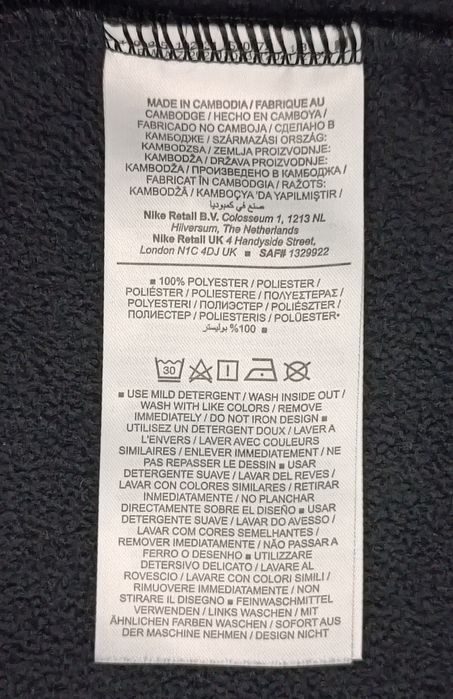 MADE IN CAMBODIA / FABRIQUE AU
CAMBODGE / HECHO EN CAMBOYA /
FABRICADO NO CAMBOJA / СДЕЛАНО В
КАМБОДЖЕ / SZÁRMAZÁSI ORSZÁG:
KAMBODZSA / ZEMLJA PROIZVODNJE:
KAMBODŽA / DRŽAVA PROIZVODNJE:
KAMBODŽA / ПРОИЗВЕДЕНО В КАМБОДЖА /
FABRICAT ÎN CAMBODGIA / RAŽOTS:
KAMBODŽĀ / KAMBOÇYA'DA YAPILMIŞTIR /
صنع في كمبوديا
Nike Retail B.V. Colosseum 1, 1213 NL
Hilversum, The Netherlands
Nike Retail UK 4 Handyside Street,
London N1C 4DJ UK ■ SAF# 1329922
■ 100% POLYESTER / POLIESTER /
POLIÉSTER / POLIESTERE / ΠΟΛΥΕΣΤΕΡΑΣ /
POLYESTERI / ПОЛИЭСТЕР / POLIÉSZTER /
ПОЛИЕСТЕР / POLIESTERIS / POLÜESTER*
%100 بوليستر ■
30
■ USE MILD DETERGENT / WASH INSIDE OUT /
WASH WITH LIKE COLORS / REMOVE
IMMEDIATELY / DO NOT IRON DESIGN ■
UTILISEZ UN DETERGENT DOUX / LAVER A
L'ENVERS / LAVER AVEC COULEURS
SIMILAIRES / ENLEVER IMMEDIATEMENT / NE
PAS REPASSER LE DESSIN ■ USAR
DETERGENTE SUAVE / LAVAR DEL REVES /
LAVAR CON COLORES SIMILARES / RETIRAR
INMEDIATAMENTE / NO PLANCHAR
DIRECTAMENTE SOBRE EL DISEÑO ■ USAR
DETERGENTE SUAVE / LAVAR DO AVESSO /
LAVAR COM CORES SEMELHANTES /
REMOVER IMEDIATAMENTE / NÃO PASSAR A
FERRO O DESENHO ■ UTILIZZARE
DETERSIVO DELICATO / LAVARE AL
ROVESCIO / LAVARE CON COLORI SIMILI /
RIMUOVERE IMMEDIATAMENTE / NON
STIRARE IL DISEGNO ■ FEINWASCHMITTEL
VERWENDEN / LINKS WASCHEN / MIT
ÄHNLICHEN FARBEN WASCHEN / SOFORT AUS
DER MASCHINE NEHMEN / DESIGN NICHT